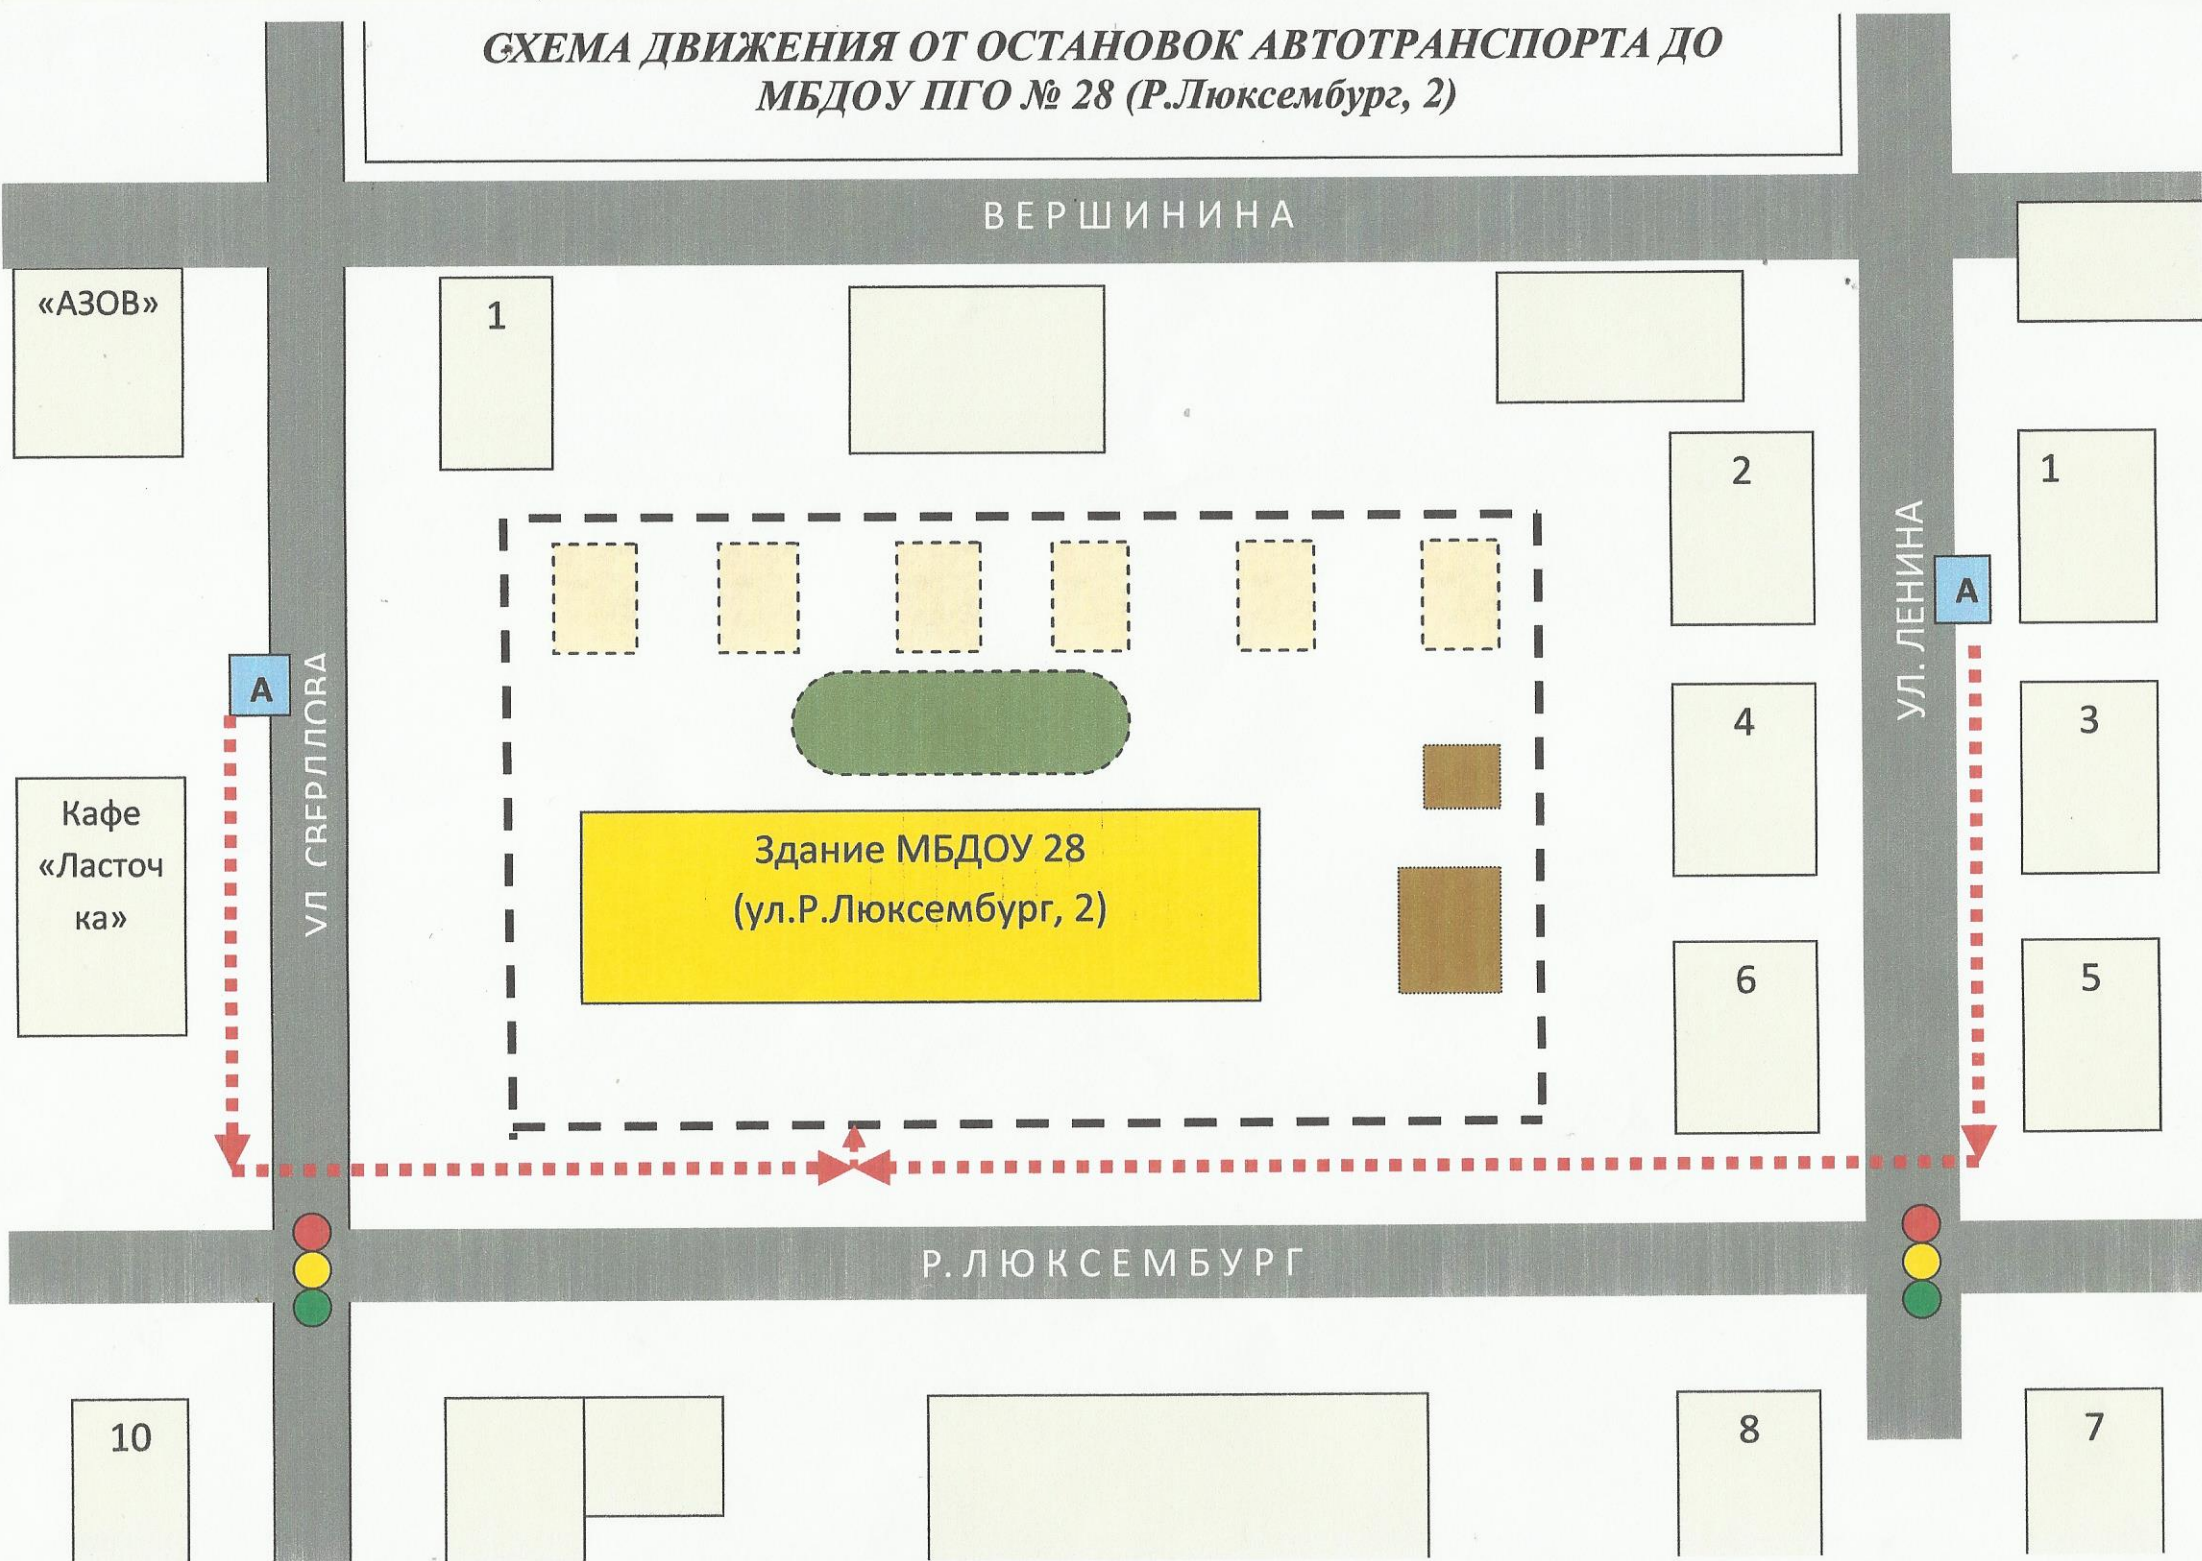 СХЕМА ДВИЖЕНИЯ ОТ ОСТАНОВОК АВТОТРАНСПОРТА ДО
МБДОУ ПГО № 28 (Р.Люксембург, 2)
ВЕРШИНИНА
«АЗОВ»
1
2
1
УЛ. ЛЕНИНА
А
А
УЛ СВЕРДЛОВА
4
3
Кафе
«Ласточ
ка»
Здание МБДОУ 28
(ул.Р.Люксембург, 2)
6
5
Р.ЛЮКСЕМБУРГ
10
8
7